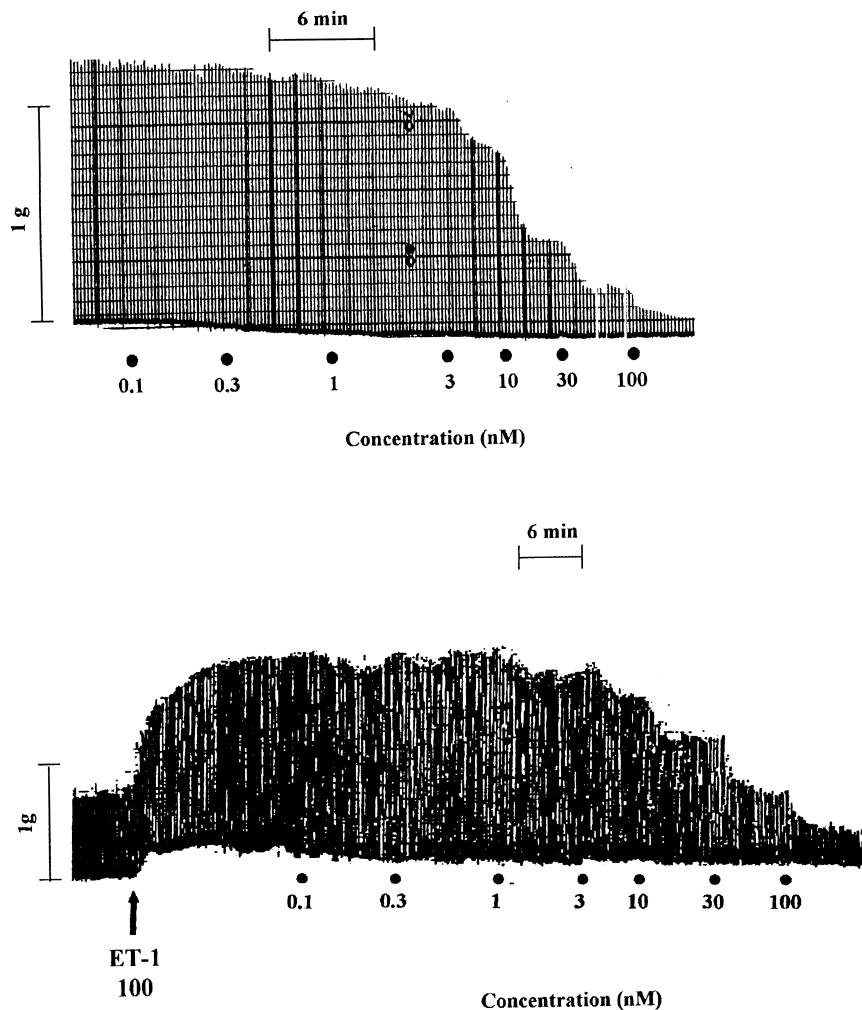 6 min
1 g
0.1 0.3 1 3 10 30 100
Concentration (nM)
6 min
1g
0.1 0.3 1 3 10 30 100
ET-1
100
Concentration (nM)